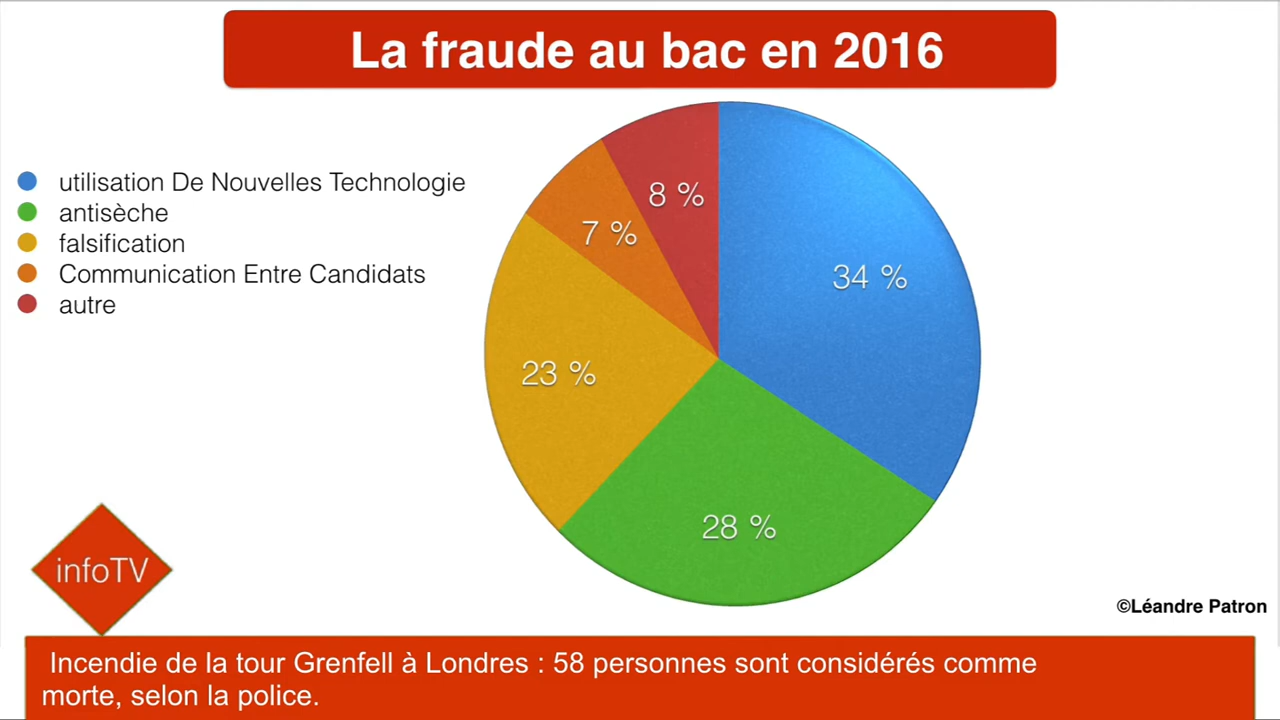 La fraude au bac en 2016
utilisation De Nouvelles Technologie
antisèche
falsification
Communication Entre Candidats
autre
8 %
7 %
34 %
23 %
28 %
infoTV
©Léandre Patron
Incendie de la tour Grenfell à Londres : 58 personnes sont considérés comme
morte, selon la police.